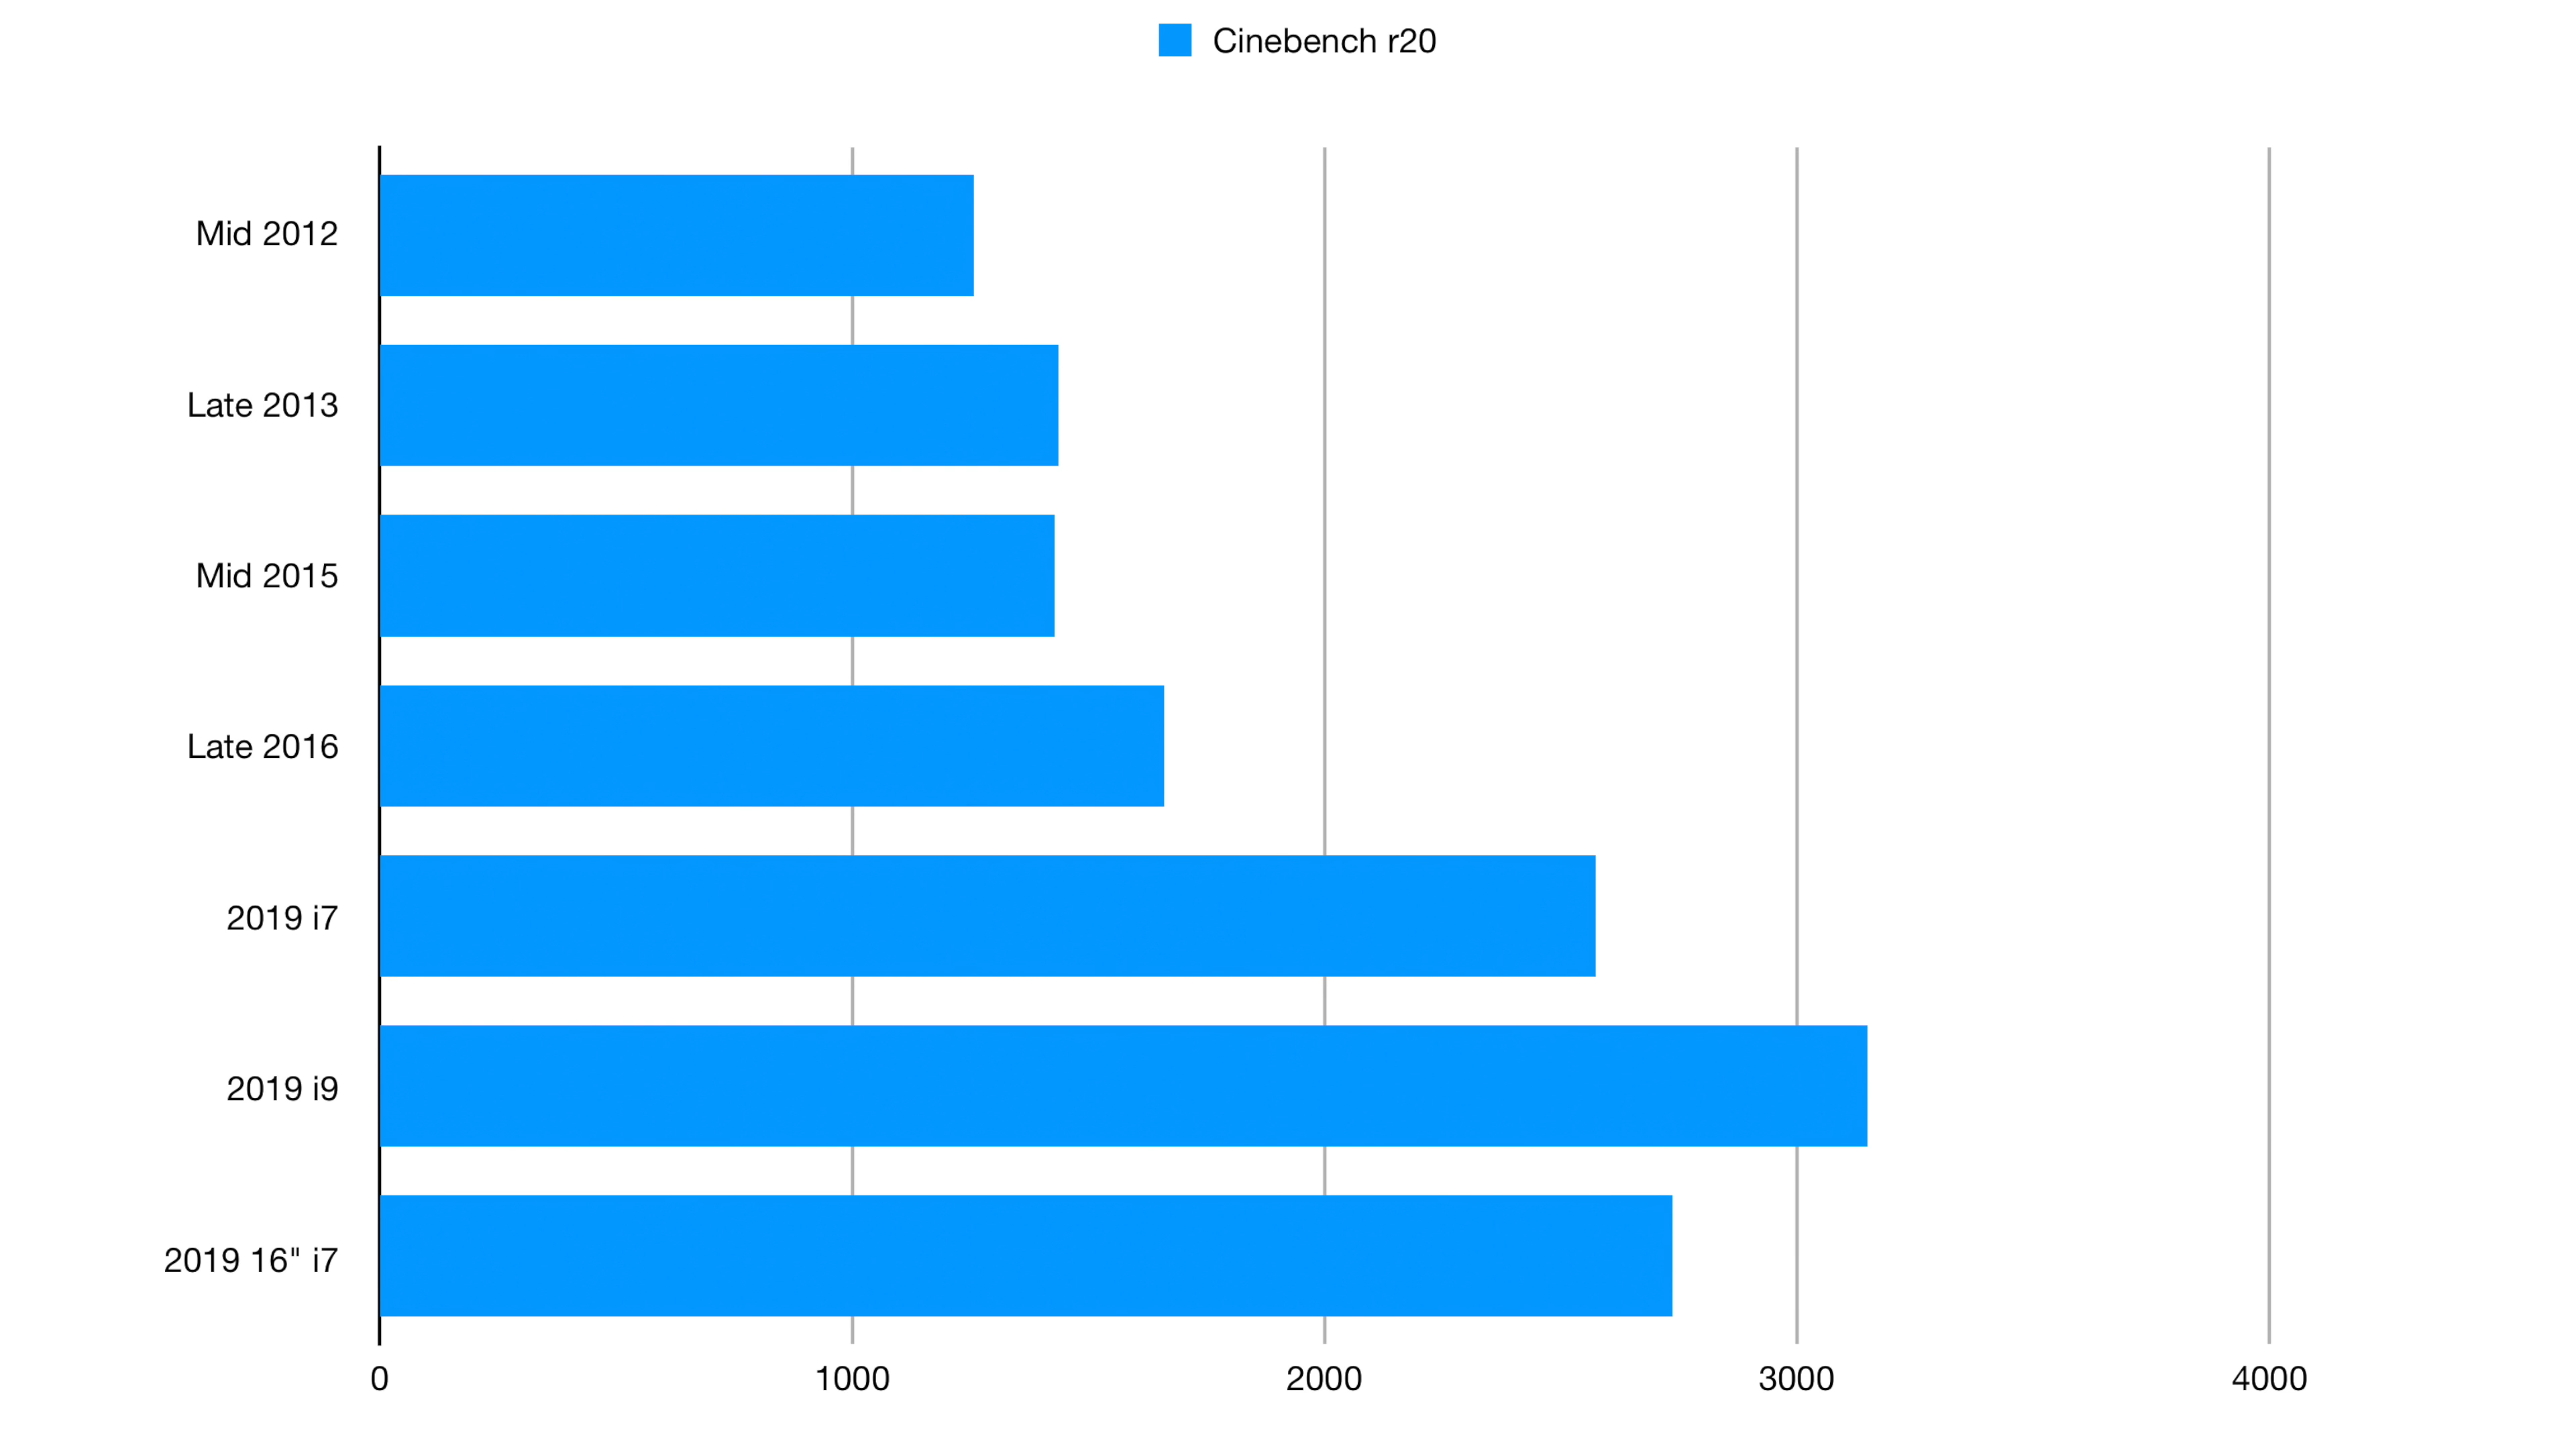 Cinebench r20
Mid 2012
Late 2013
Mid 2015
Late 2016
2019 i7
2019 i9
2019 16" i7
0 1000 2000 3000 4000